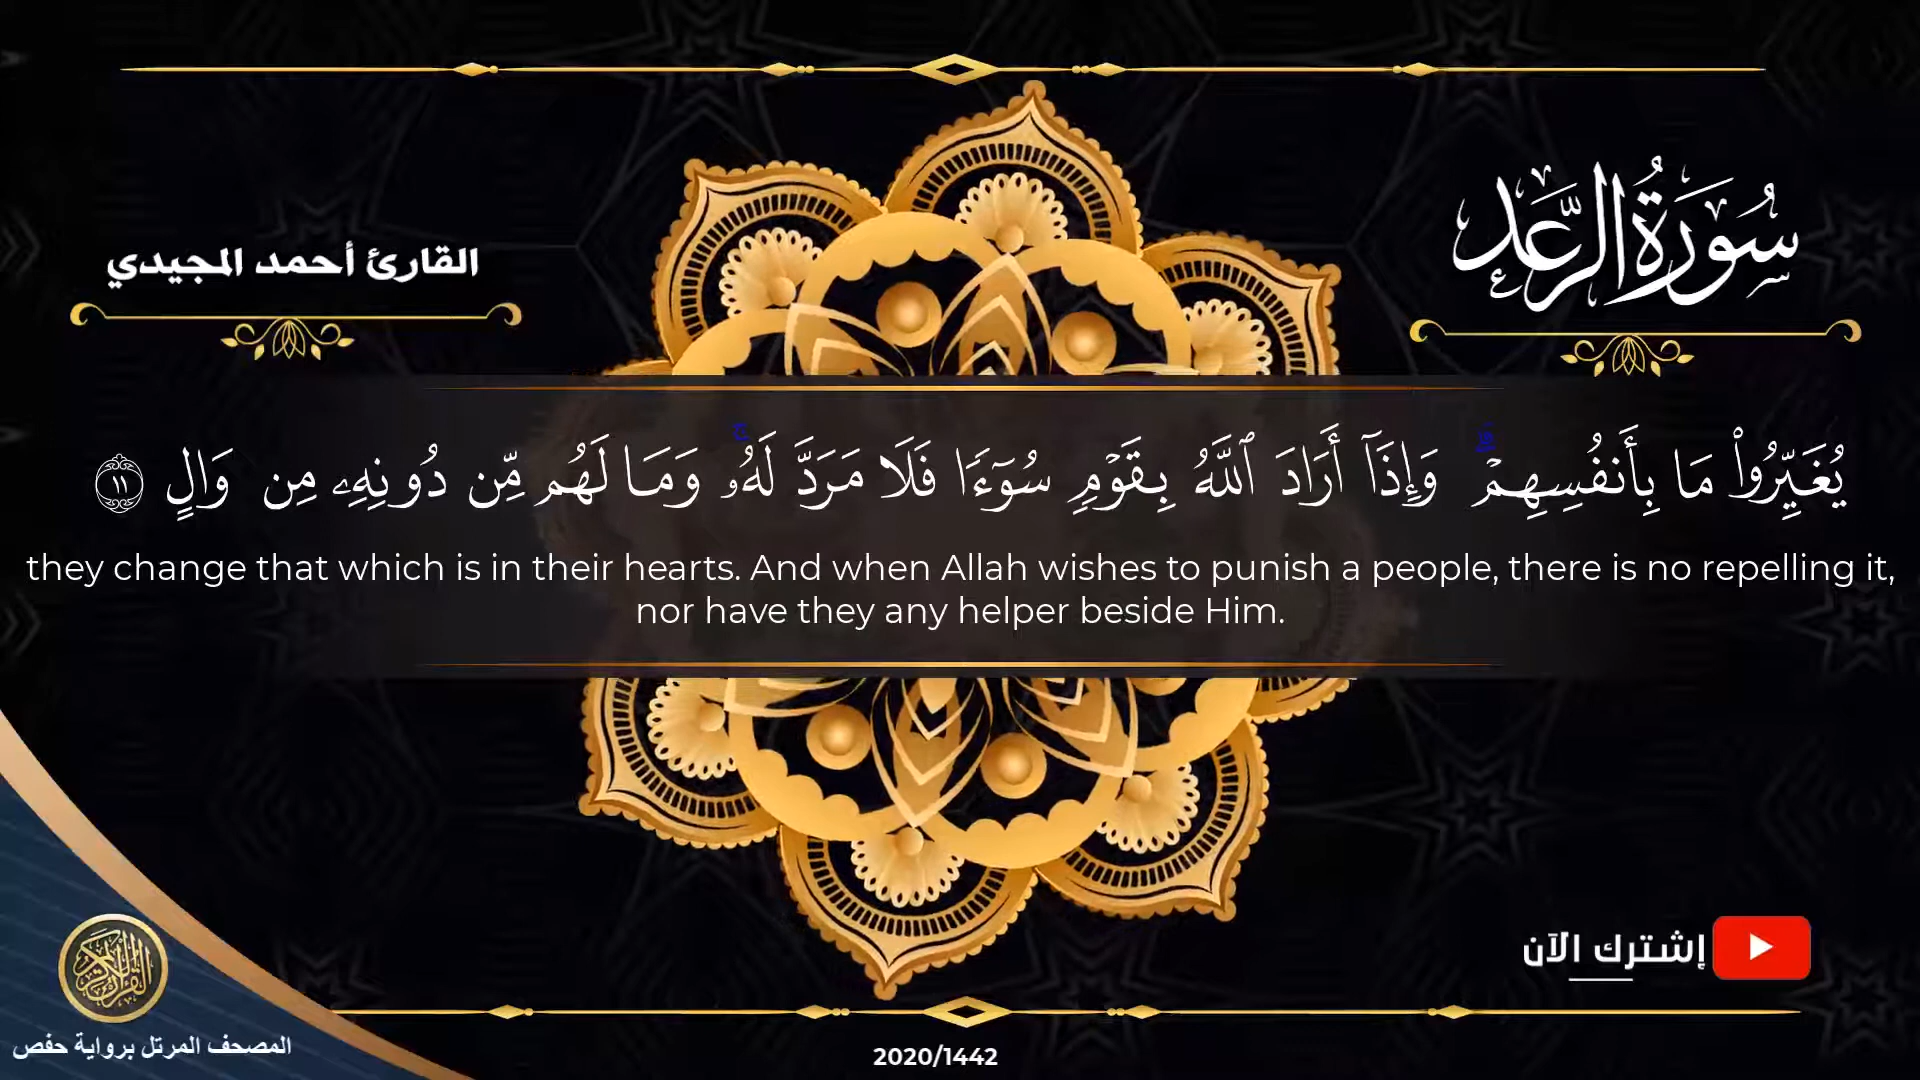 سُورَةُ الرَّعْدِ
القارئ أحمد المجيدي
يُغَيِّرُواْ مَا بِأَنفُسِهِمْۗ وَإِذَآ أَرَادَ ٱللَّهُ بِقَوْمٍ سُوٓءًا فَلَا مَرَدَّ لَهُۥۚ وَمَا لَهُم مِّن دُونِهِۦ مِن وَالٍ ١١
they change that which is in their hearts. And when Allah wishes to punish a people, there is no repelling it,
nor have they any helper beside Him.
إشترك الآن
القرآن الكريم
المصحف المرتل برواية حفص
2020/1442